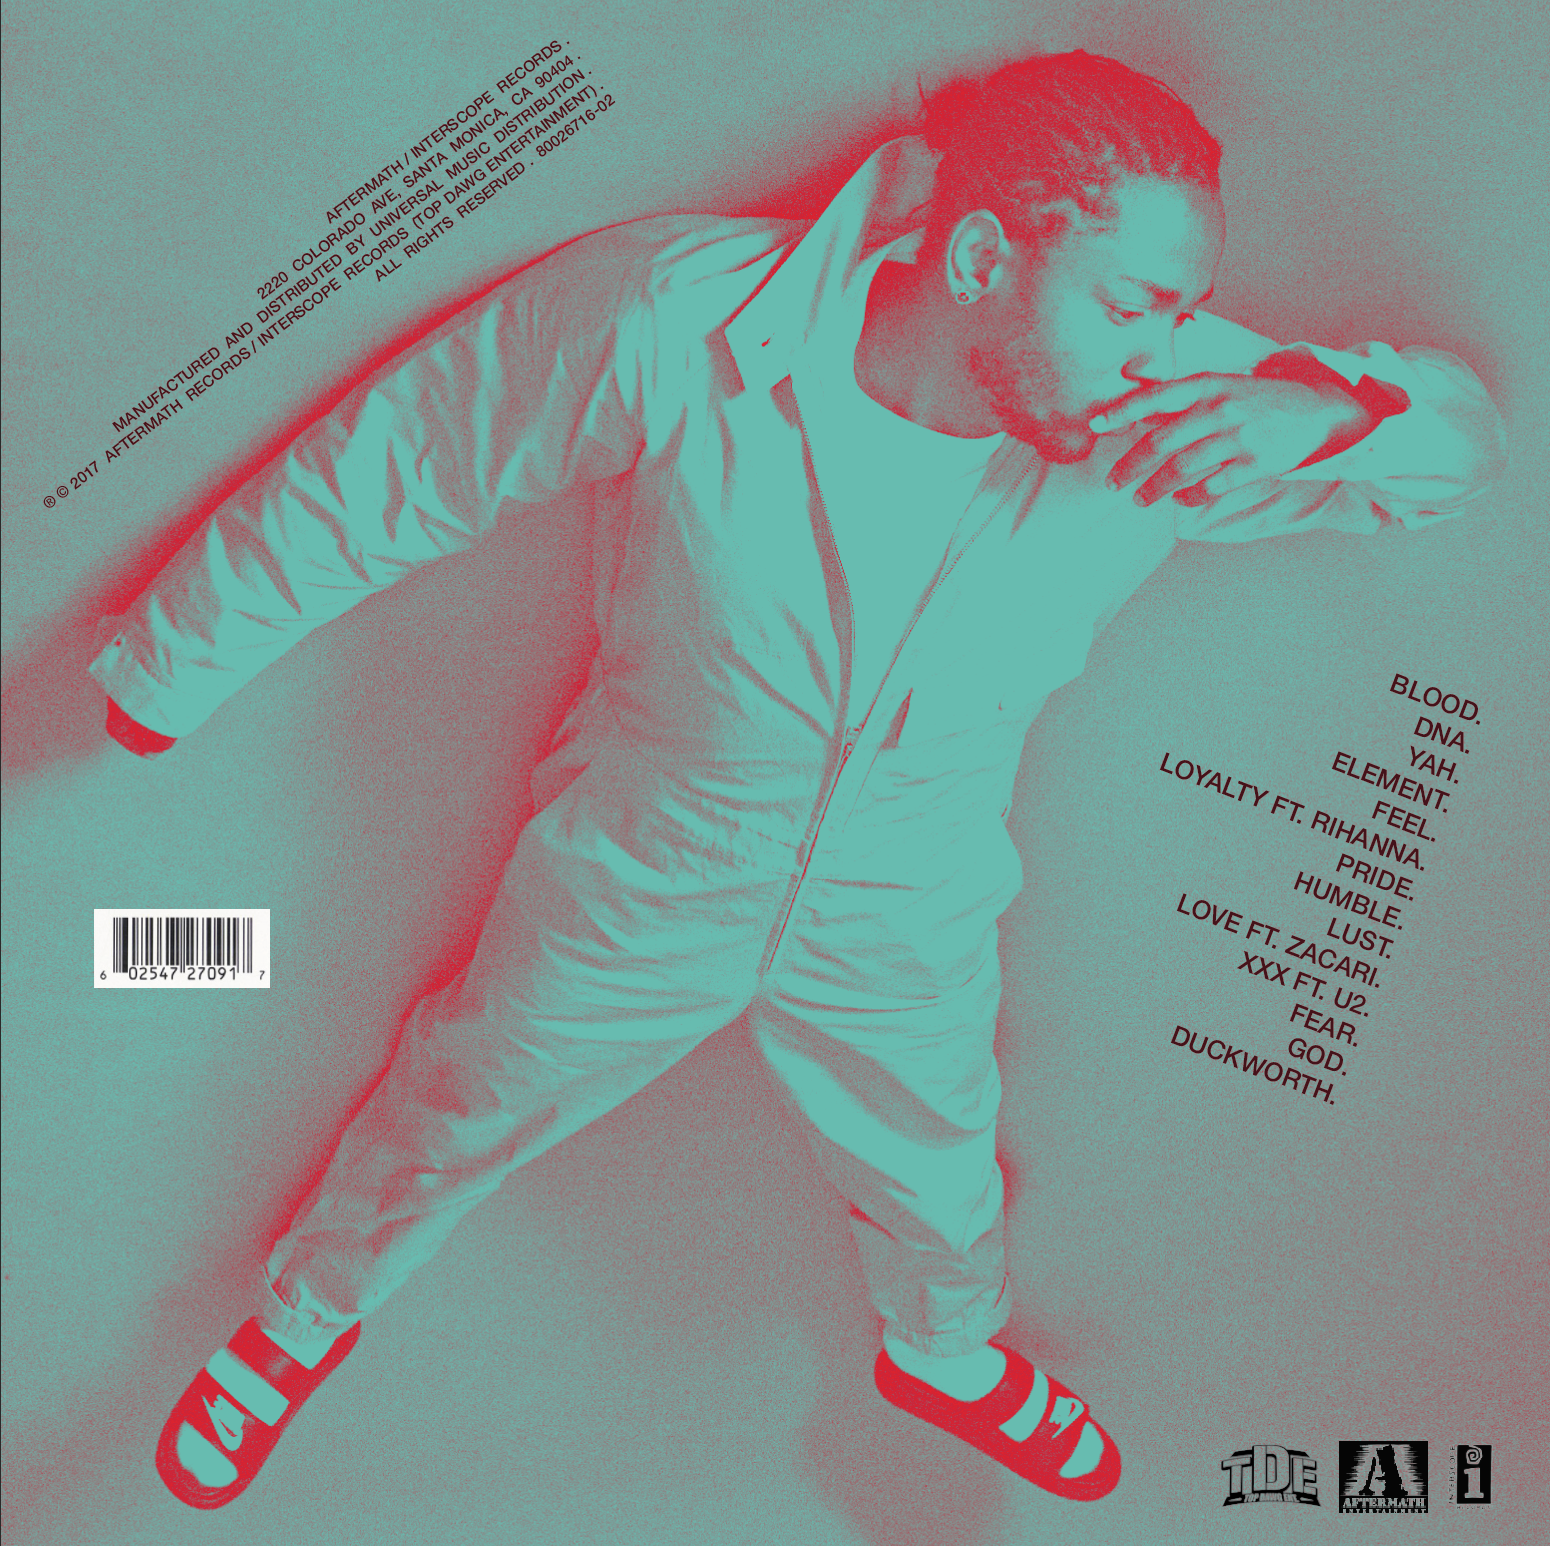 AFTERMATH / INTERSCOPE RECORDS .
2220 COLORADO AVE, SANTA MONICA, CA 90404 .
MANUFACTURED AND DISTRIBUTED BY UNIVERSAL MUSIC DISTRIBUTION .
® © 2017 AFTERMATH RECORDS / INTERSCOPE RECORDS (TOP DAWG ENTERTAINMENT) .
ALL RIGHTS RESERVED . 80026716-02
BLOOD.
DNA.
YAH.
ELEMENT.
FEEL.
LOYALTY FT. RIHANNA.
PRIDE.
HUMBLE.
LUST.
LOVE FT. ZACARI.
XXX FT. U2.
FEAR.
GOD.
DUCKWORTH.
6 02547 27091 7
TDE
A
AFTERMATH
ENTERTAINMENT
INTERSCOPE
i